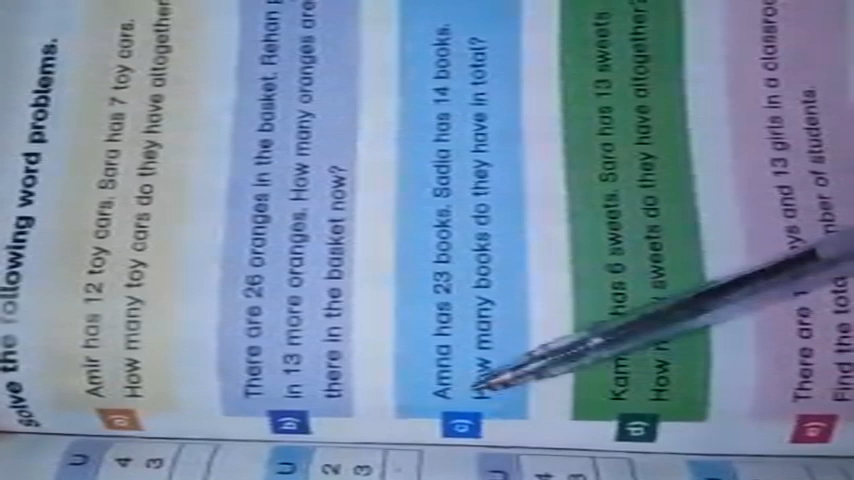 Solve the following word problems.
a) Amir has 12 toy cars. Sara has 7 toy cars.
How many toy cars do they have altogether
b) There are 26 oranges in the basket. Rehan
in 13 more oranges. How many oranges are
there in the basket now?
c) Amna has 23 books. Sadia has 14 books.
How many books do they have in total?
d) has 6 sweets. Sara has 13 sweets
How sweets do they have altogether?
e) There are and 13 girls in a
Find the of students.
U
4
3
U
2
3
U
4
3